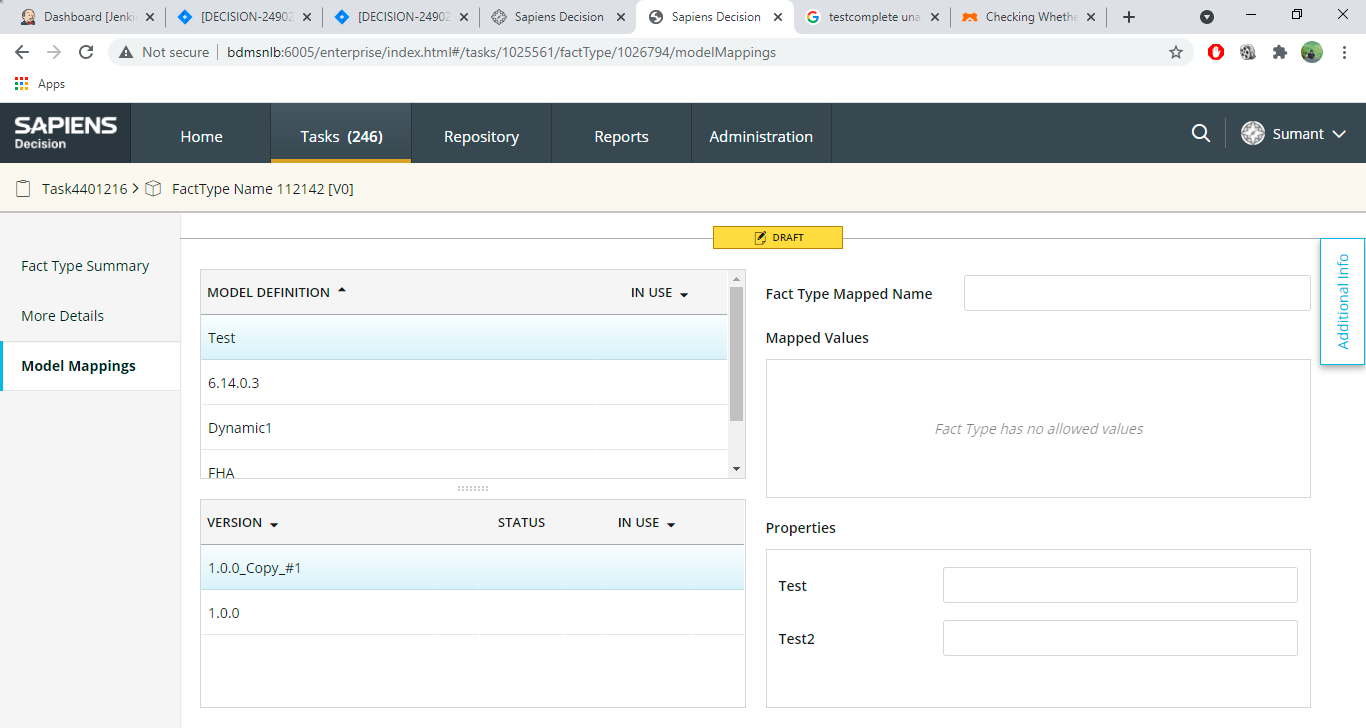 Dashboard [Jenki
[DECISION-24902
[DECISION-24902
Sapiens Decision
Sapiens Decision
testcomplete una
Checking Whethe
Not secure
bdmsnlb:6005/enterprise/index.html#/tasks/1025561/factType/1026794/modelMappings
Apps
SAPIENS
Decision
Home
Tasks (246)
Repository
Reports
Administration
Sumant
Task4401216
FactType Name 112142 [V0]
DRAFT
Fact Type Summary
More Details
Model Mappings
MODEL DEFINITION
IN USE
Test
6.14.0.3
Dynamic1
FHA
VERSION
STATUS
IN USE
1.0.0_Copy_#1
1.0.0
Fact Type Mapped Name
Mapped Values
Fact Type has no allowed values
Properties
Test
Test2
Additional Info